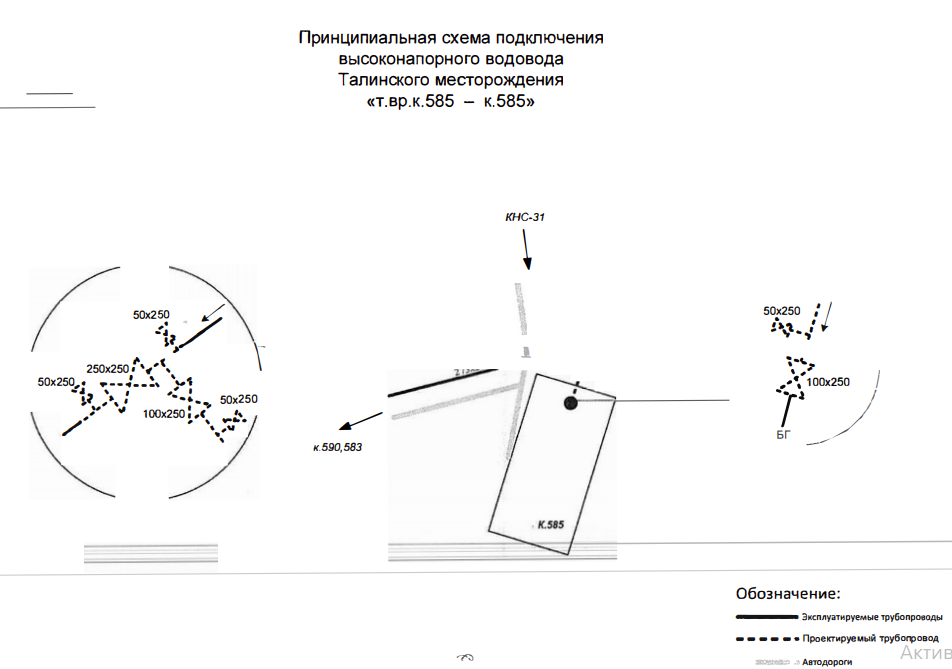 Принципиальная схема подключения
высоконапорного водовода
Талинского месторождения
«т.вр.к.585 – к.585»
КНС-31
50х250
250х250
50х250
50х250
100х250
к.590,583
К.585
50х250
100х250
БГ
Обозначение:
Эксплуатируемые трубопроводы
Проектируемый трубопровод
Автодороги